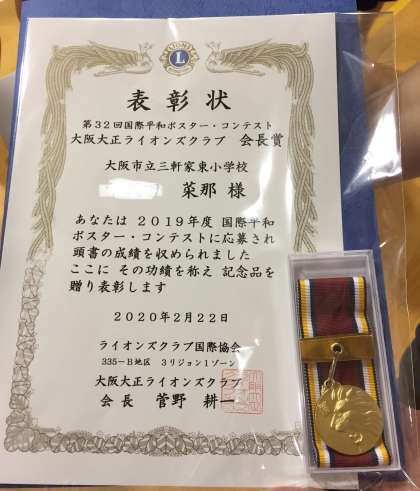 表彰状
第32回国際平和ポスター・コンテスト
大阪大正ライオンズクラブ 会長賞
大阪市立三軒家東小学校
菜那 様
あなたは 2019年度 国際平和
ポスター・コンテストに応募され
頭書の成績を収められました
ここに その功績を称え 記念品を
贈り表彰します
2020年2月22日
ライオンズクラブ国際協会
335-B地区 3リジョン1ゾーン
大阪大正ライオンズクラブ
会長 菅野 耕一